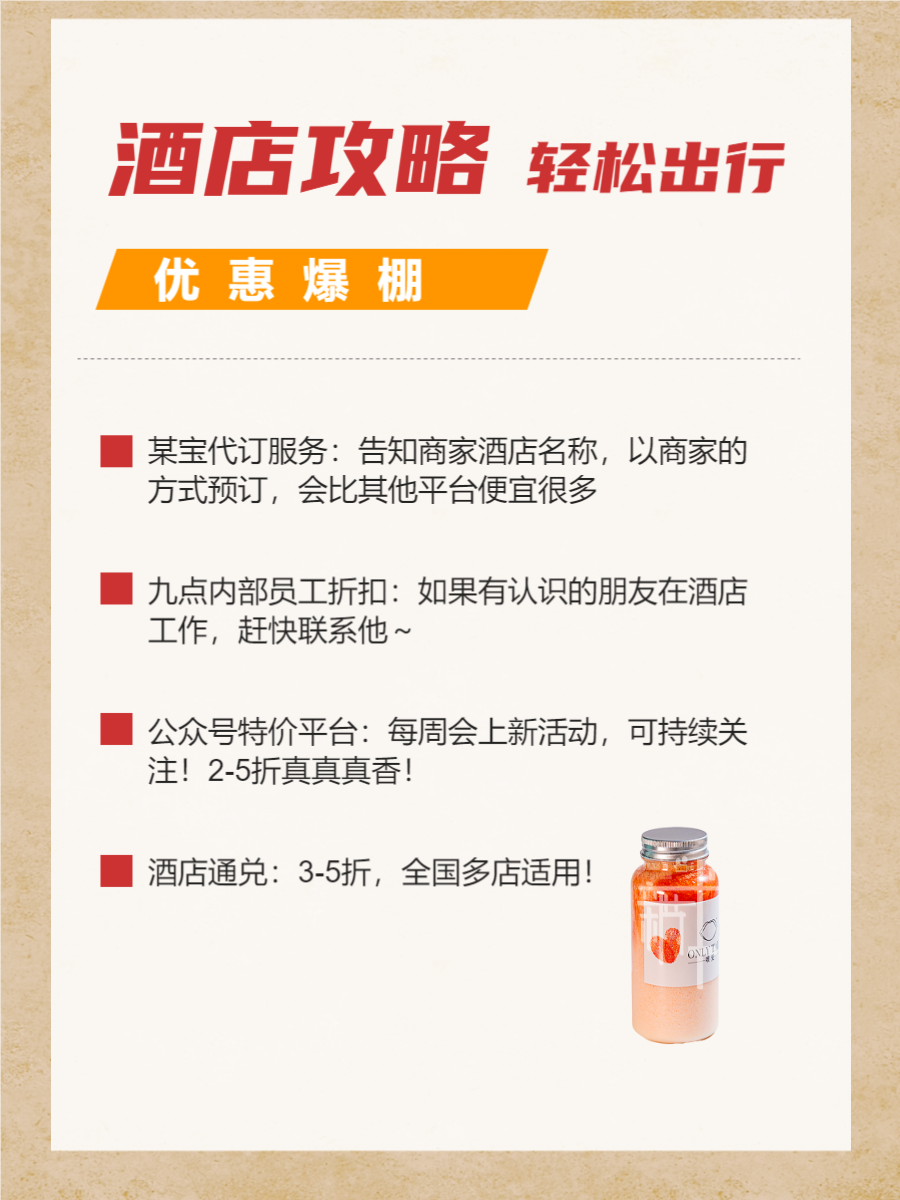 酒店攻略 轻松出行
优惠爆棚
某宝代订服务：告知商家酒店名称，以商家的
方式预订，会比其他平台便宜很多
九点内部员工折扣：如果有认识的朋友在酒店
工作，赶快联系他～
公众号特价平台：每周会上新活动，可持续关
注！2-5折真真真香！
酒店通兑：3-5折，全国多店适用！
ONLY